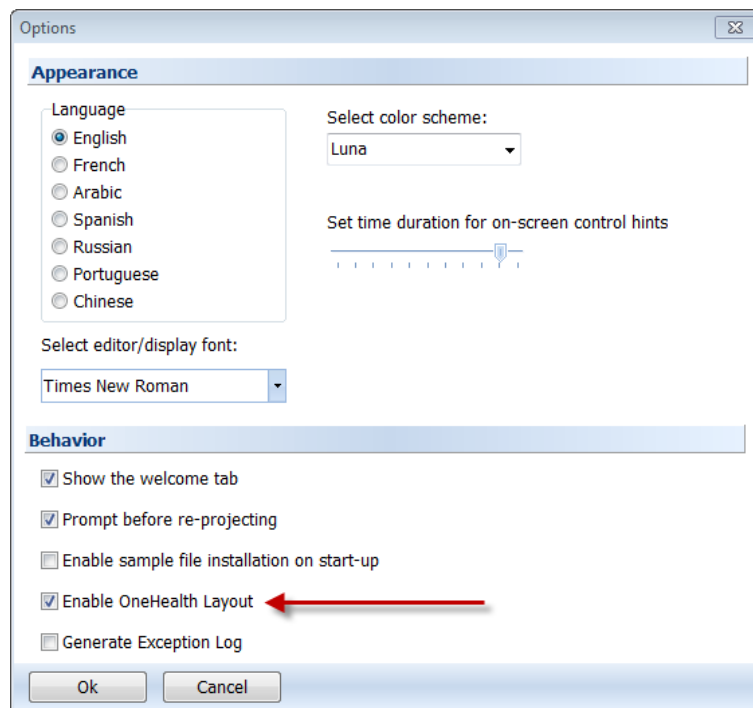 Options
Appearance
Language
English
French
Arabic
Spanish
Russian
Portuguese
Chinese
Select color scheme:
Luna
Set time duration for on-screen control hints
Select editor/display font:
Times New Roman
Behavior
Show the welcome tab
Prompt before re-projecting
Enable sample file installation on start-up
Enable OneHealth Layout
Generate Exception Log
Ok Cancel